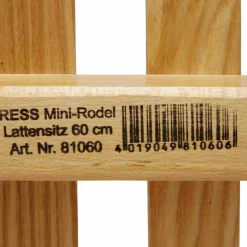 RESS Mini-Rodel
Lattensitz 60 cm
Art. Nr. 81060
4 019049 810606